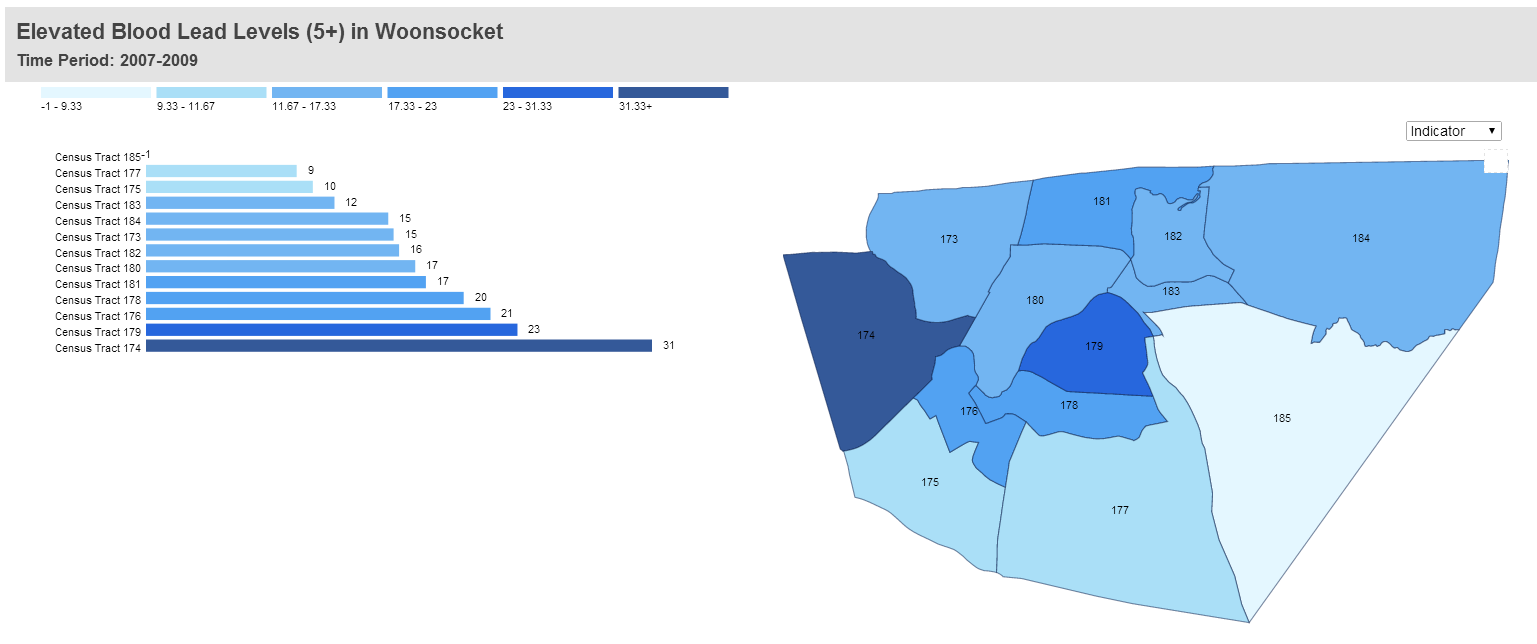 Elevated Blood Lead Levels (5+) in Woonsocket
Time Period: 2007-2009
-1 - 9.33 9.33 - 11.67 11.67 - 17.33 17.33 - 23 23 - 31.33 31.33+
Indicator
Census Tract 185 -1
Census Tract 177 9
Census Tract 175 10
Census Tract 183 12
Census Tract 184 15
Census Tract 173 15
Census Tract 182 16
Census Tract 180 17
Census Tract 181 17
Census Tract 178 20
Census Tract 176 21
Census Tract 179 23
Census Tract 174 31
181
182
173
184
183
180
174
179
178
176
185
175
177